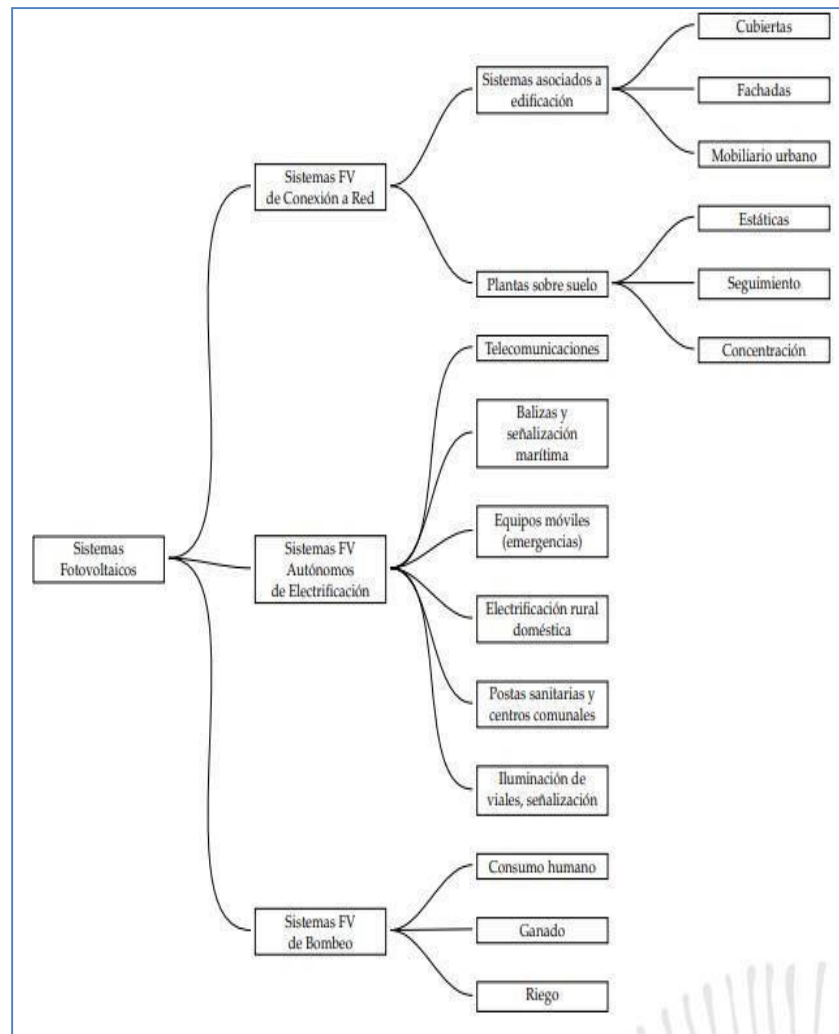 Sistemas
Fotovoltaicos
Sistemas FV
de Conexión a Red
Sistemas asociados a
edificación
Cubiertas
Fachadas
Mobiliario urbano
Plantas sobre suelo
Estáticas
Seguimiento
Concentración
Sistemas FV
Autónomos
de Electrificación
Telecomunicaciones
Balizas y
señalización
marítima
Equipos móviles
(emergencias)
Electrificación rural
doméstica
Postas sanitarias y
centros comunales
Iluminación de
viales, señalización
Sistemas FV
de Bombeo
Consumo humano
Ganado
Riego